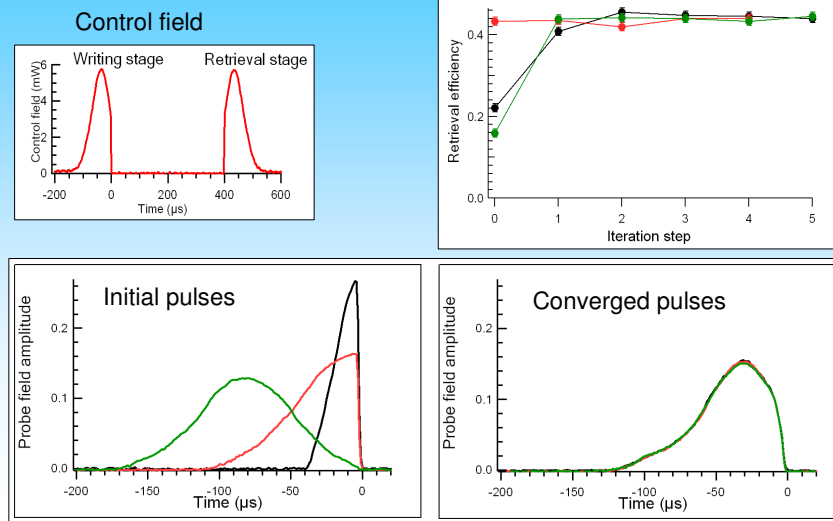 Control field
Writing stage
Retrieval stage
Control field (mW)
6
4
2
0
-200
0
200
400
600
Time (µs)
Retrieval efficiency
0.4
0.2
0.0
0
1
2
3
4
5
Iteration step
Initial pulses
Probe field amplitude
0.2
0.1
0.0
-200
-150
-100
-50
0
Time (µs)
Converged pulses
Probe field amplitude
0.2
0.1
0.0
-200
-150
-100
-50
0
Time (µs)